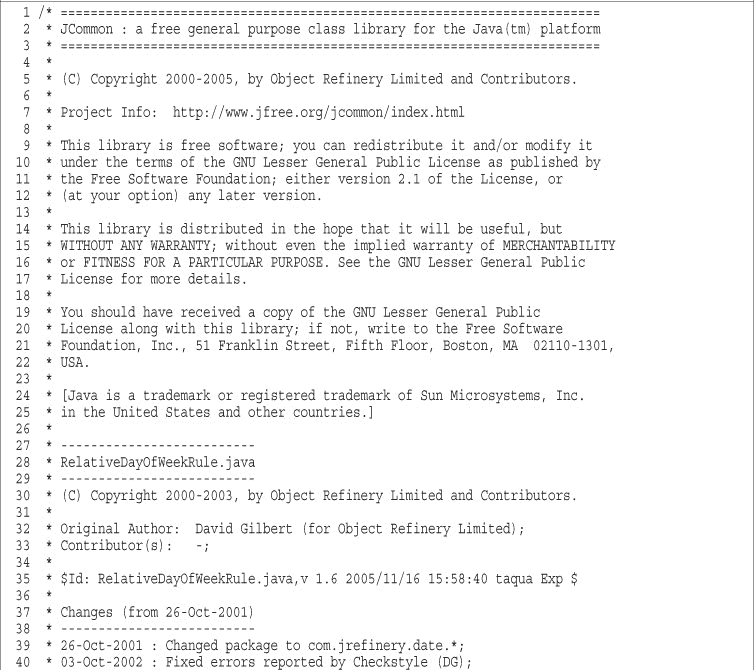 1 /* ========================================================================
2  * JCommon : a free general purpose class library for the Java(tm) platform
3  * ========================================================================
4  *
5  * (C) Copyright 2000-2005, by Object Refinery Limited and Contributors.
6  *
7  * Project Info:  http://www.jfree.org/jcommon/index.html
8  *
9  * This library is free software; you can redistribute it and/or modify it
10  * under the terms of the GNU Lesser General Public License as published by
11  * the Free Software Foundation; either version 2.1 of the License, or
12  * (at your option) any later version.
13  *
14  * This library is distributed in the hope that it will be useful, but
15  * WITHOUT ANY WARRANTY; without even the implied warranty of MERCHANTABILITY
16  * or FITNESS FOR A PARTICULAR PURPOSE. See the GNU Lesser General Public
17  * License for more details.
18  *
19  * You should have received a copy of the GNU Lesser General Public
20  * License along with this library; if not, write to the Free Software
21  * Foundation, Inc., 51 Franklin Street, Fifth Floor, Boston, MA  02110-1301,
22  * USA.
23  *
24  * [Java is a trademark or registered trademark of Sun Microsystems, Inc.
25  * in the United States and other countries.]
26  *
27  * --------------------------
28  * RelativeDayOfWeekRule.java
29  * --------------------------
30  * (C) Copyright 2000-2003, by Object Refinery Limited and Contributors.
31  *
32  * Original Author:  David Gilbert (for Object Refinery Limited);
33  * Contributor(s):   -;
34  *
35  * $Id: RelativeDayOfWeekRule.java,v 1.6 2005/11/16 15:58:40 taqua Exp $
36  *
37  * Changes (from 26-Oct-2001)
38  * --------------------------
39  * 26-Oct-2001 : Changed package to com.jrefinery.date.*;
40  * 03-Oct-2002 : Fixed errors reported by Checkstyle (DG);